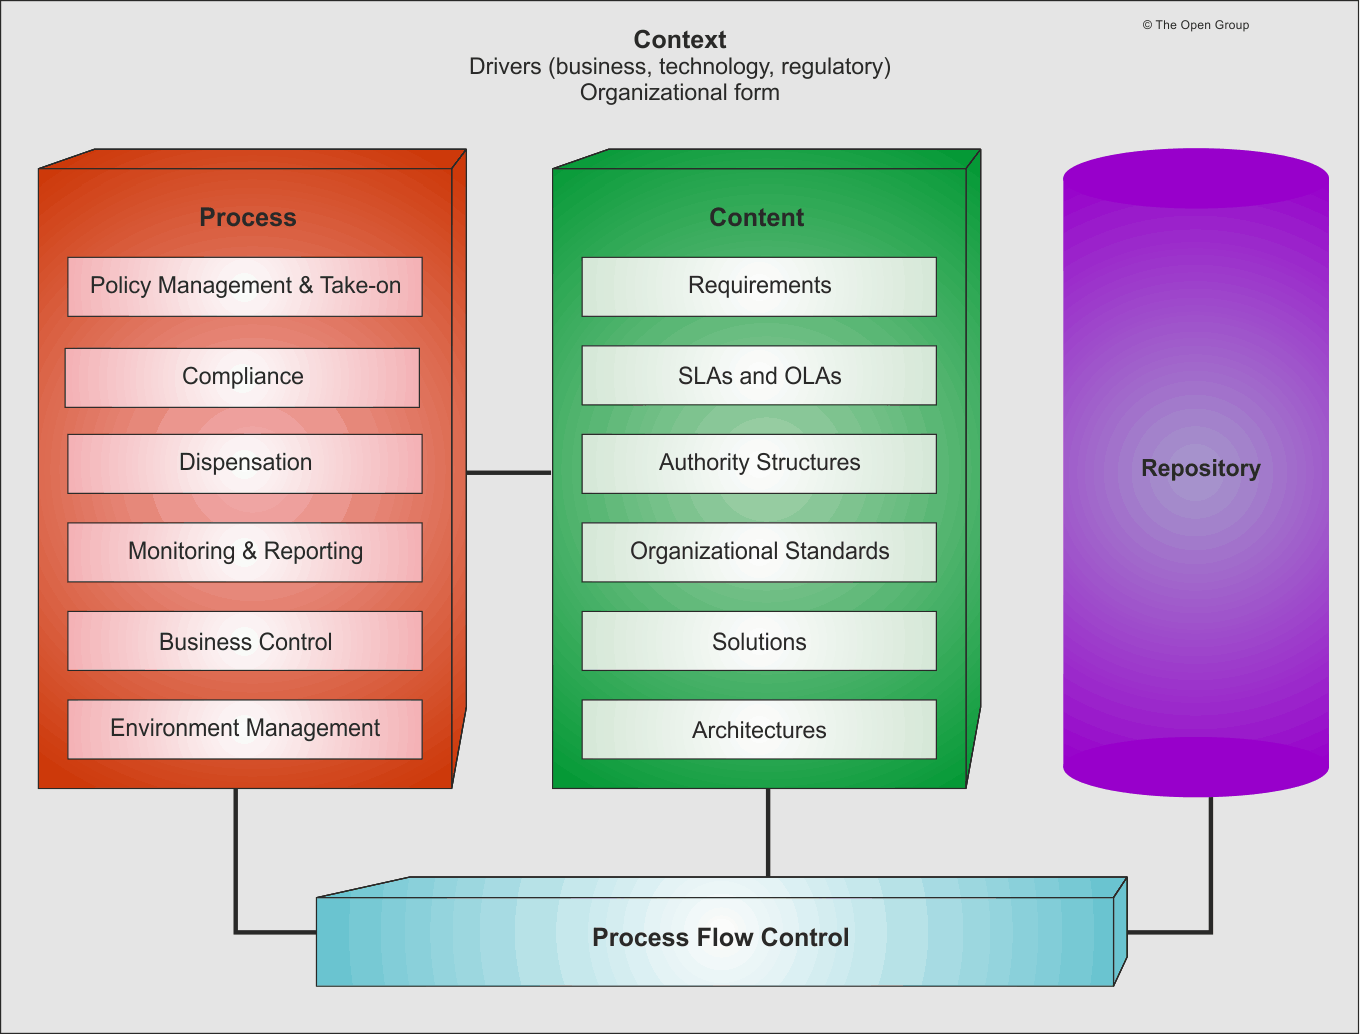 © The Open Group
Context
Drivers (business, technology, regulatory)
Organizational form
Process
Policy Management & Take-on
Compliance
Dispensation
Monitoring & Reporting
Business Control
Environment Management
Content
Requirements
SLAs and OLAs
Authority Structures
Organizational Standards
Solutions
Architectures
Repository
Process Flow Control